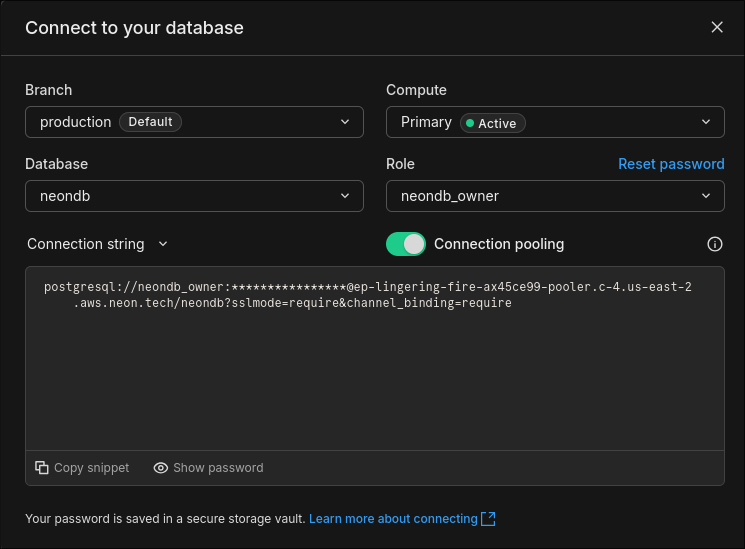 Connect to your database
Branch
Compute
production Default
Primary Active
Database
Role Reset password
neondb
neondb_owner
Connection string
Connection pooling
postgresql://neondb_owner:****************@ep-lingering-fire-ax45ce99-pooler.c-4.us-east-2
.aws.neon.tech/neondb?sslmode=require&channel_binding=require
Copy snippet
Show password
Your password is saved in a secure storage vault. Learn more about connecting